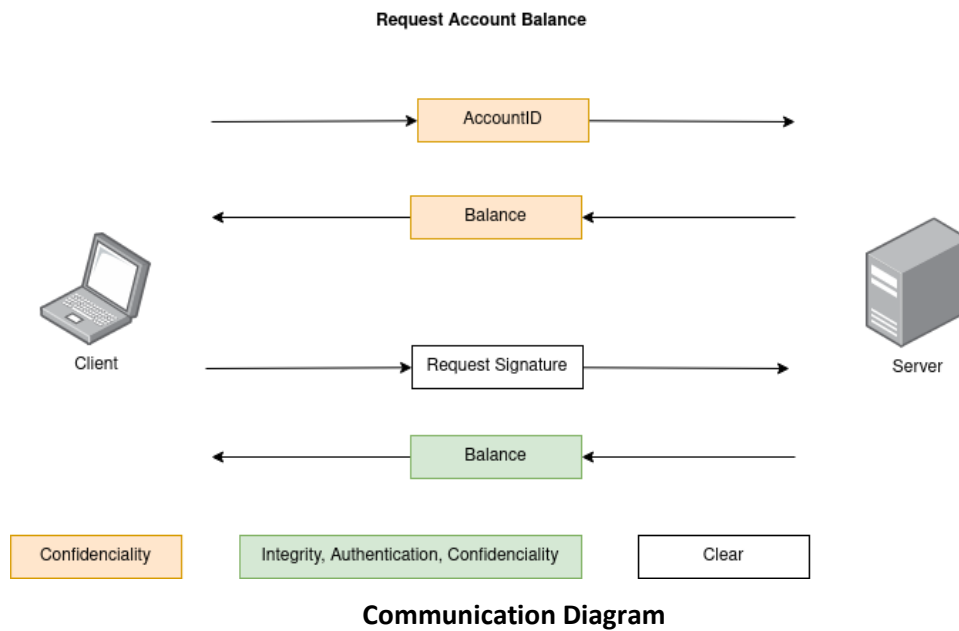 Request Account Balance
AccountID
Balance
Client
Request Signature
Server
Balance
Confidenciality
Integrity, Authentication, Confidenciality
Clear
Communication Diagram